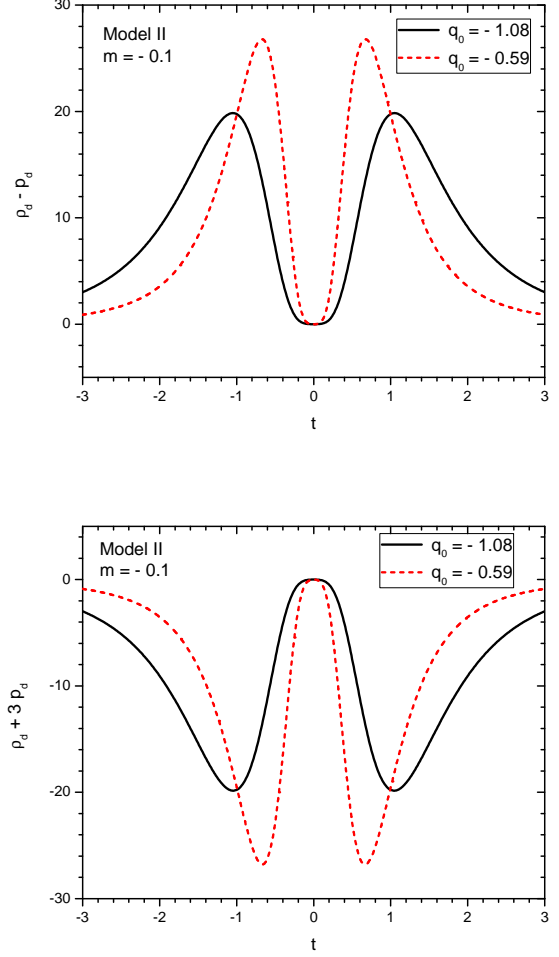 30
20
10
0
ρd - pd
Model II
m = - 0.1
q0 = - 1.08
q0 = - 0.59
-3 -2 -1 0 1 2 3
t
0
-10
-20
-30
ρd + 3 pd
Model II
m = - 0.1
q0 = - 1.08
q0 = - 0.59
-3 -2 -1 0 1 2 3
t